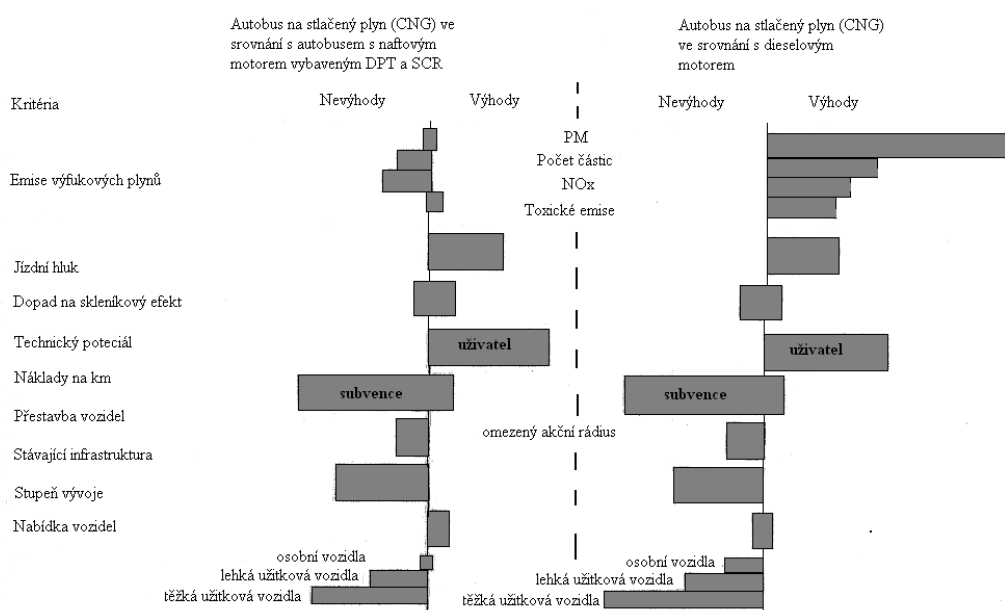 Autobus na stlačený plyn (CNG) ve
srovnání s autobusem s naftovým
motorem vybaveným DPT a SCR
Autobus na stlačený plyn (CNG)
ve srovnání s dieselovým
motorem
Kritéria
Nevýhody
Výhody
Nevýhody
Výhody
PM
Počet částic
Emise výfukových plynů
NOx
Toxické emise
Jízdní hluk
Dopad na skleníkový efekt
Technický poteciál
uživatel
uživatel
Náklady na km
subvence
subvence
Přestavba vozidel
omezený akční rádius
Stávající infrastruktura
Stupeň vývoje
Nabídka vozidel
osobní vozidla
osobní vozidla
lehká užitková vozidla
lehká užitková vozidla
těžká užitková vozidla
těžká užitková vozidla